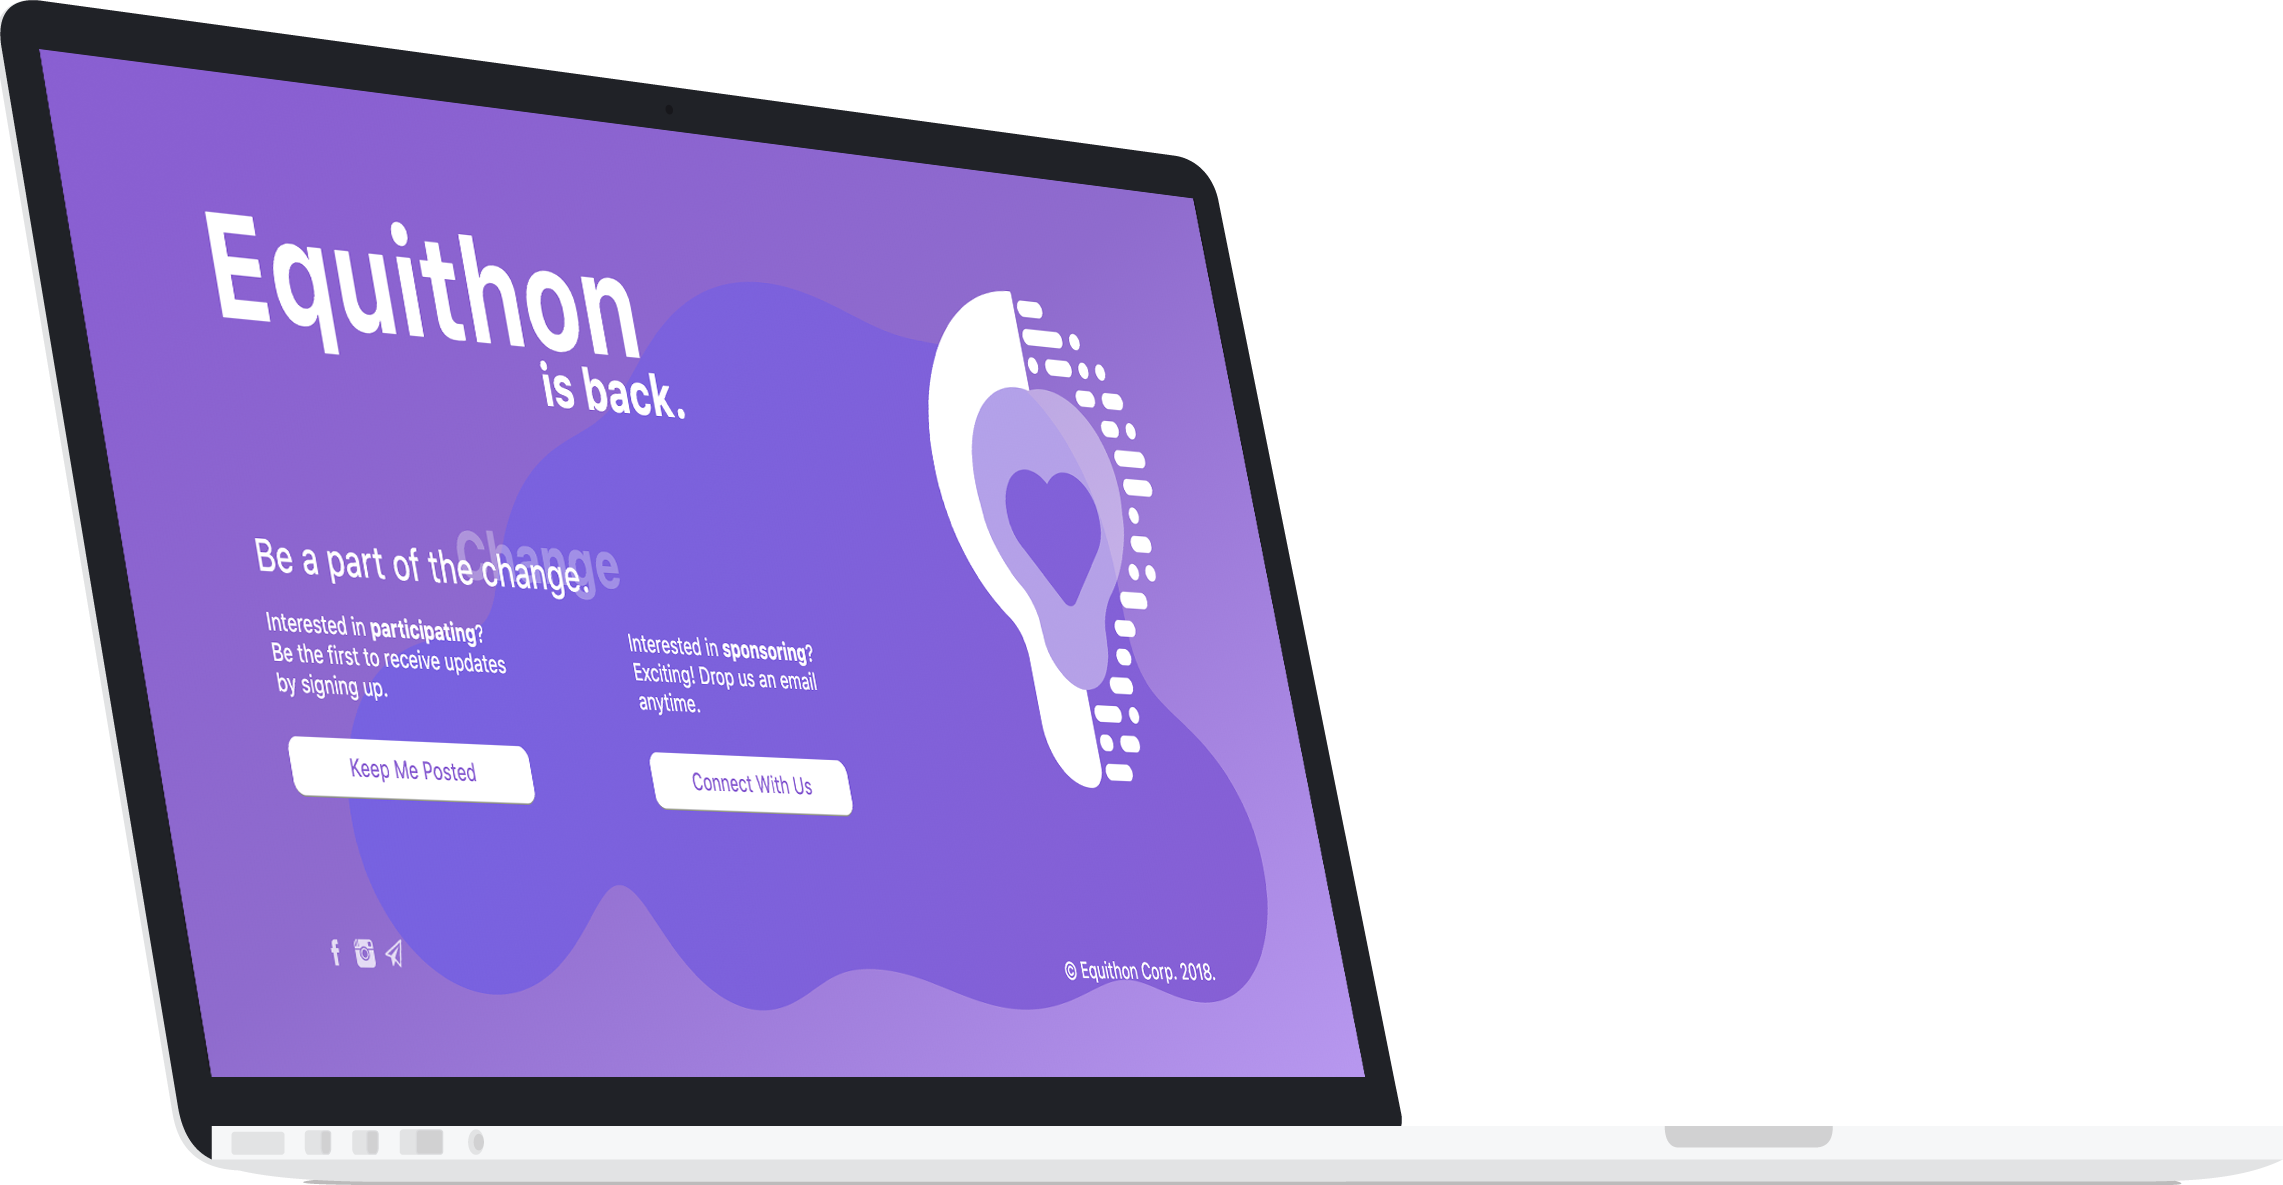 Equithon
is back.
Change
Be a part of the change.
Interested in participating?
Be the first to receive updates
by signing up.
Interested in sponsoring?
Exciting! Drop us an email
anytime.
Keep Me Posted
Connect With Us
© Equithon Corp. 2018.